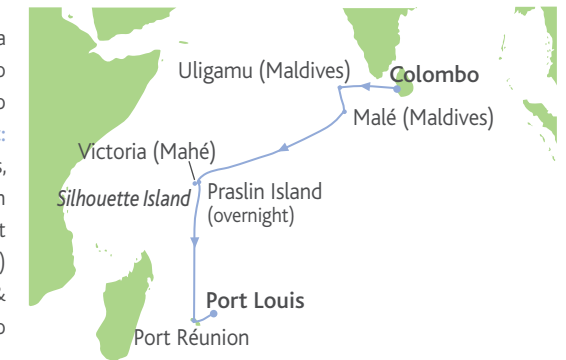 a
o
o
:
s,
n
t
)
&
o
Uligamu (Maldives)
Colombo
Malé (Maldives)
Victoria (Mahé)
Silhouette Island
Praslin Island
(overnight)
Port Louis
Port Réunion